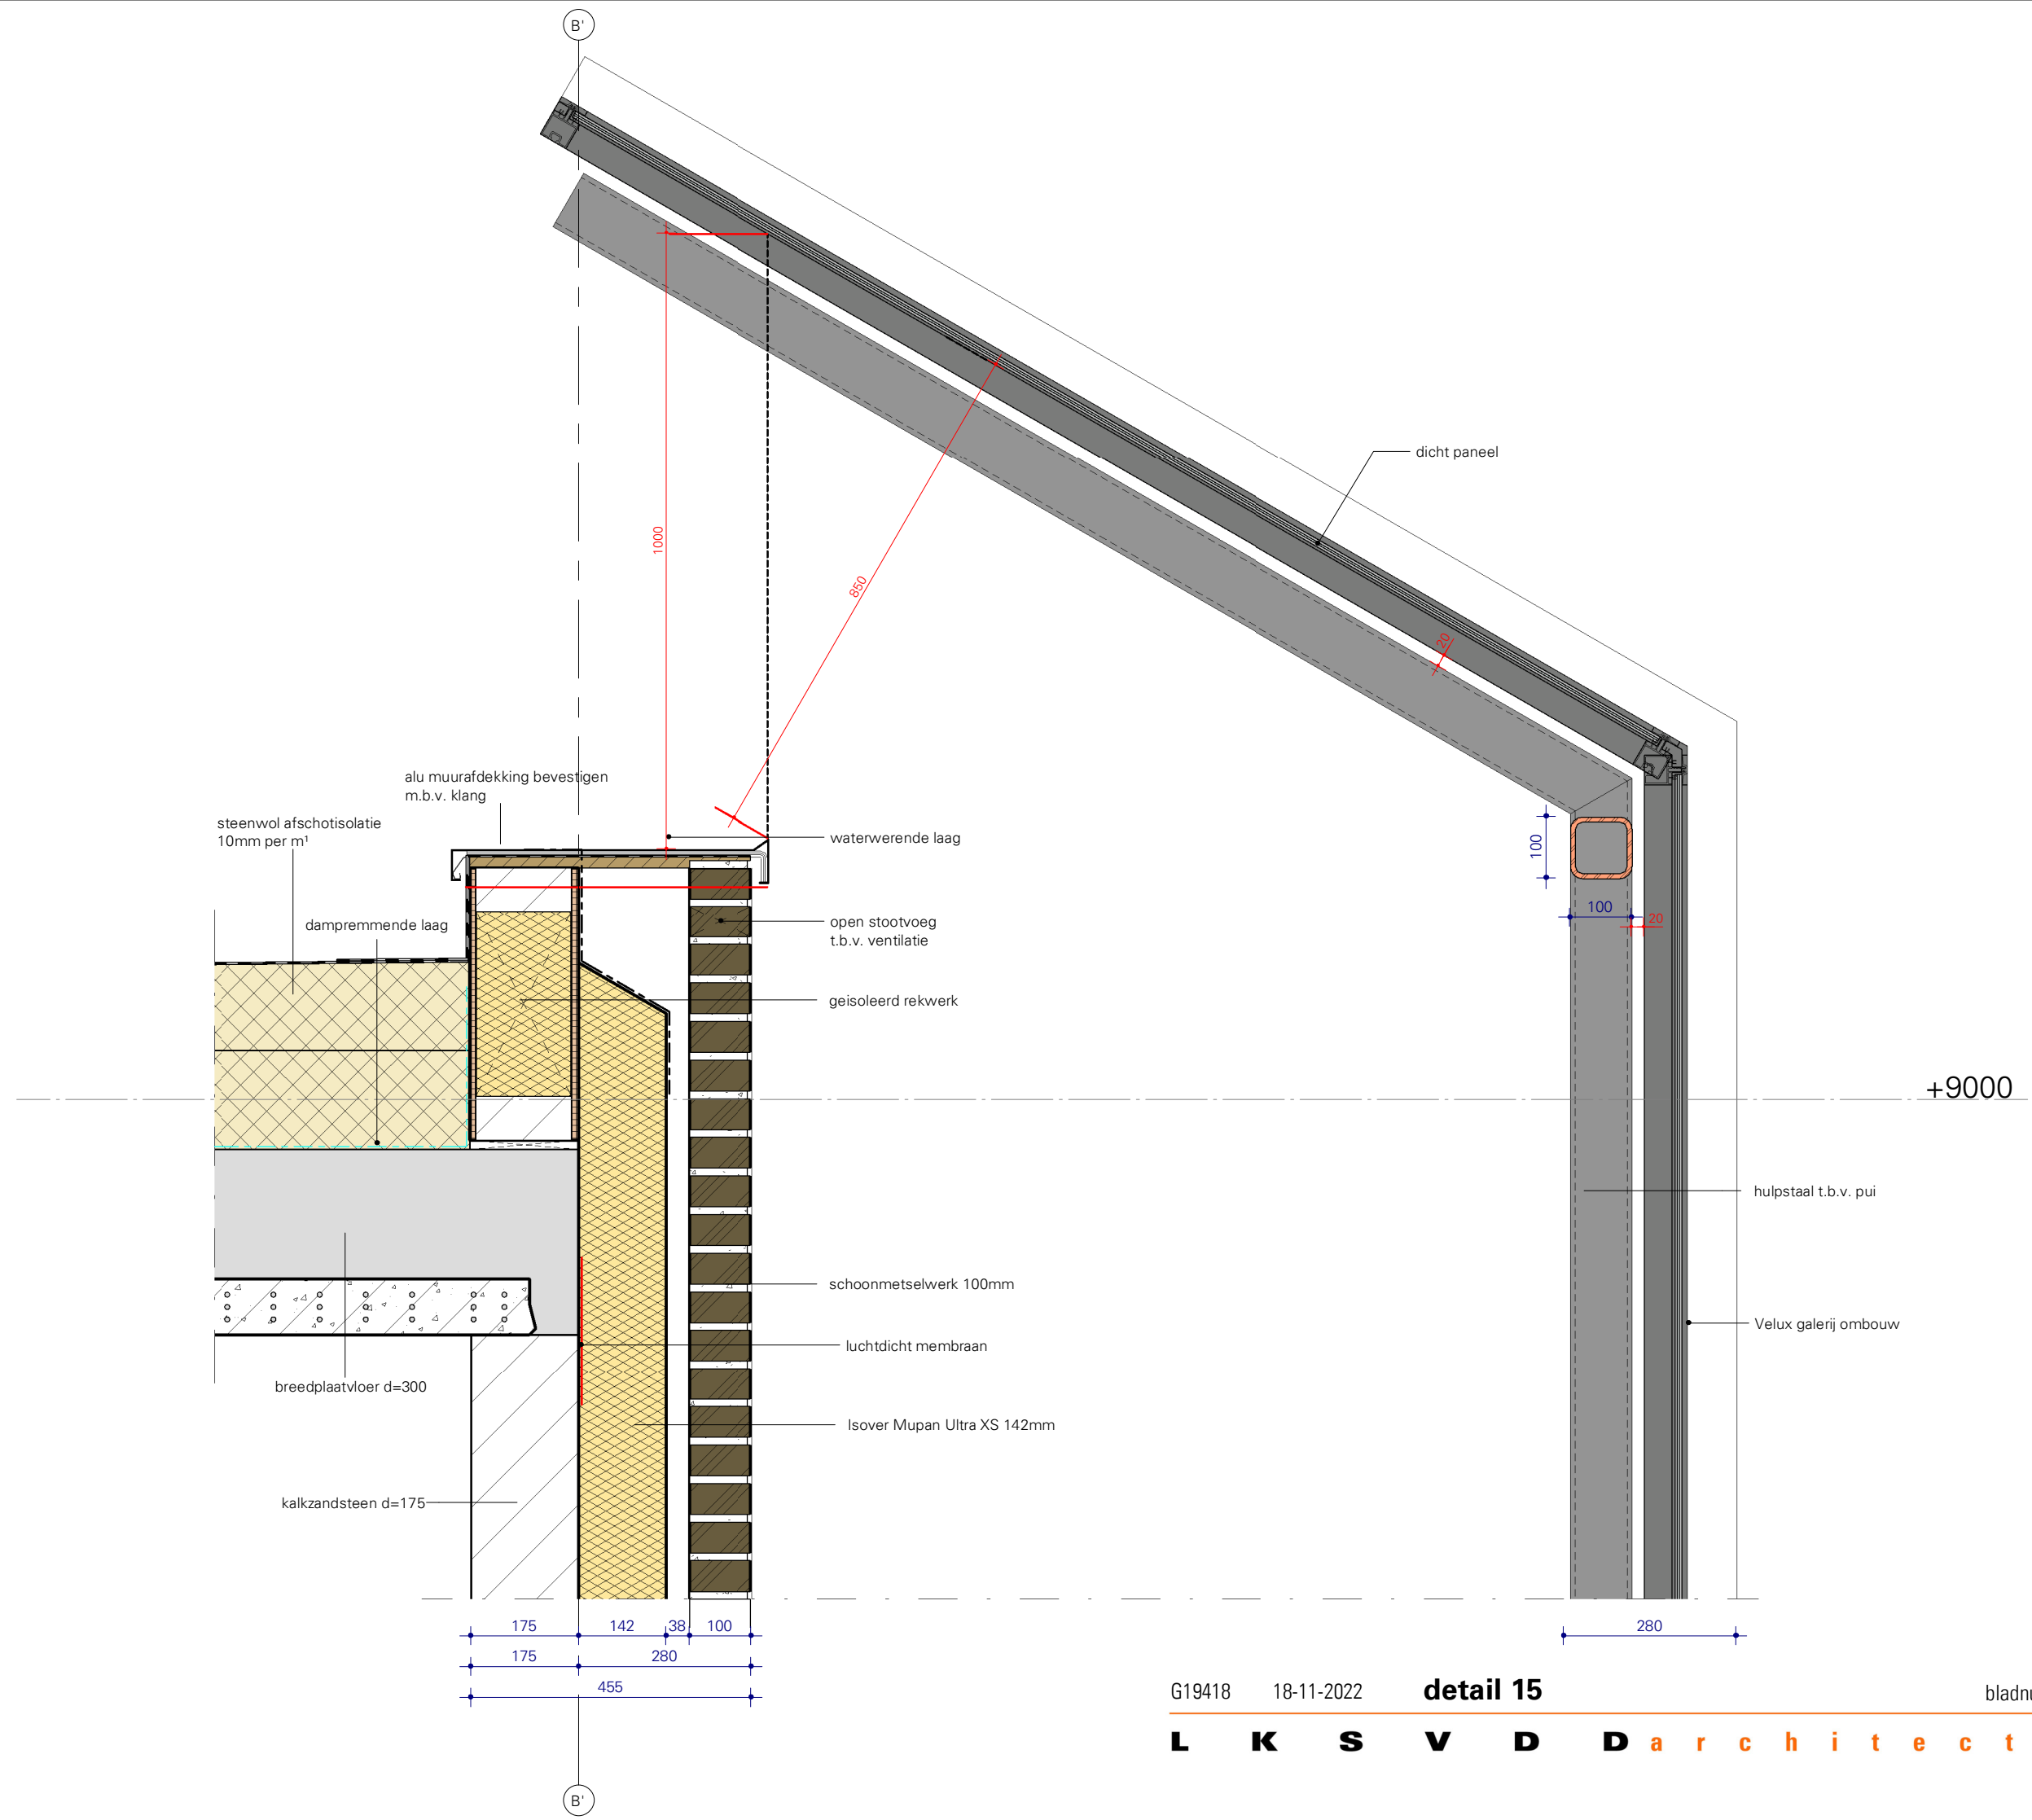 B'
dicht paneel
20
1000
850
alu muurafdekking bevestigen
m.b.v. klang
steenwol afschotisolatie
10mm per m¹
waterwerende laag
100
100
20
dampremmende laag
open stootvoeg
t.b.v. ventilatie
geisoleerd rekwerk
+9000
hulpstaal t.b.v. pui
schoonmetselwerk 100mm
Velux galerij ombouw
luchtdicht membraan
breedplaatvloer d=300
Isover Mupan Ultra XS 142mm
kalkzandsteen d=175
175 142 38 100
280
175 280
455
G19418 18-11-2022 detail 15 bladnu
L K S V D D a r c h i t e c t
B'